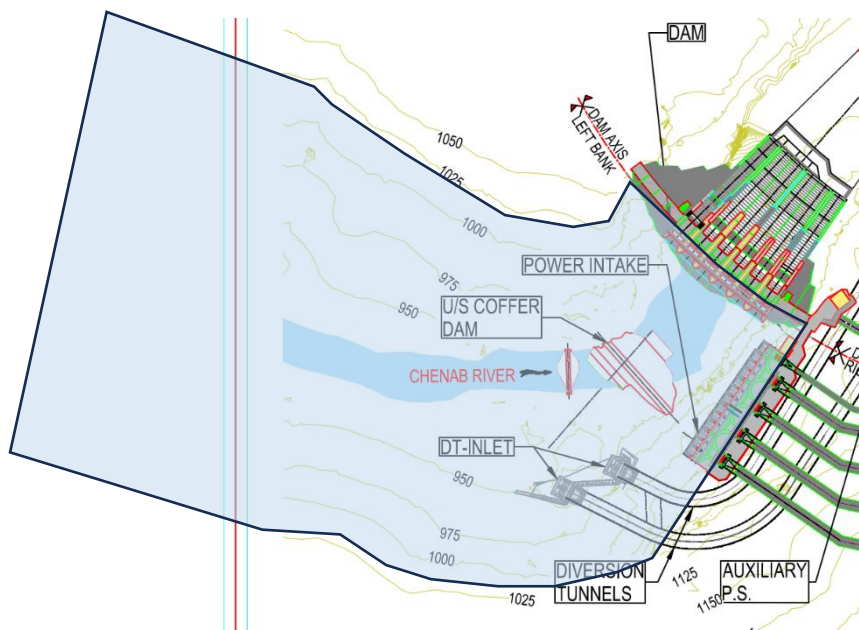 DAM
DAM AXIS
LEFT BANK
1050
1025
1000
975
950
POWER INTAKE
U/S COFFER
DAM
CHENAB RIVER
DT-INLET
950
975
1000
1025
DIVERSION
TUNNELS
1125
1150
AUXILIARY
P.S.